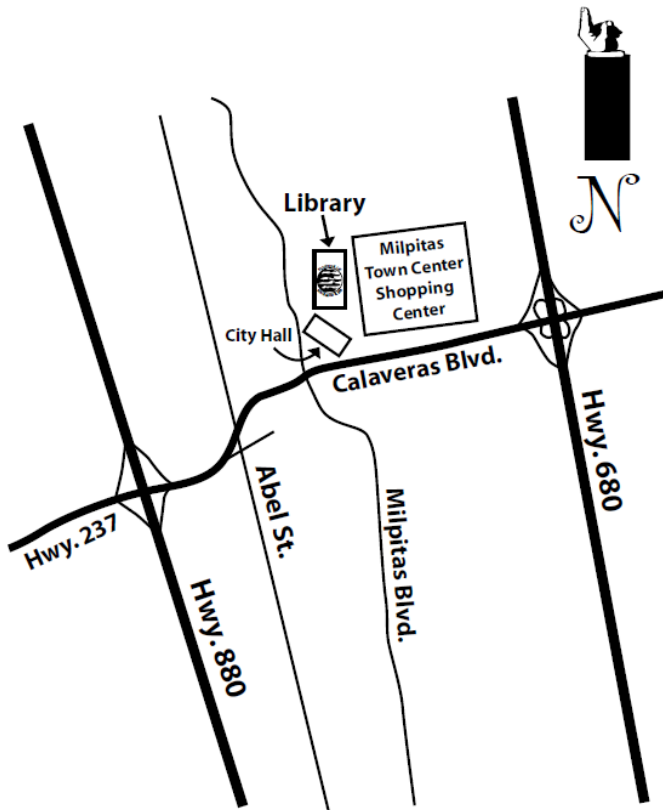 N
Library
Milpitas
Town Center
Shopping
Center
City Hall
Calaveras Blvd.
Hwy. 680
Hwy. 237
Abel St.
Milpitas Blvd.
Hwy. 880